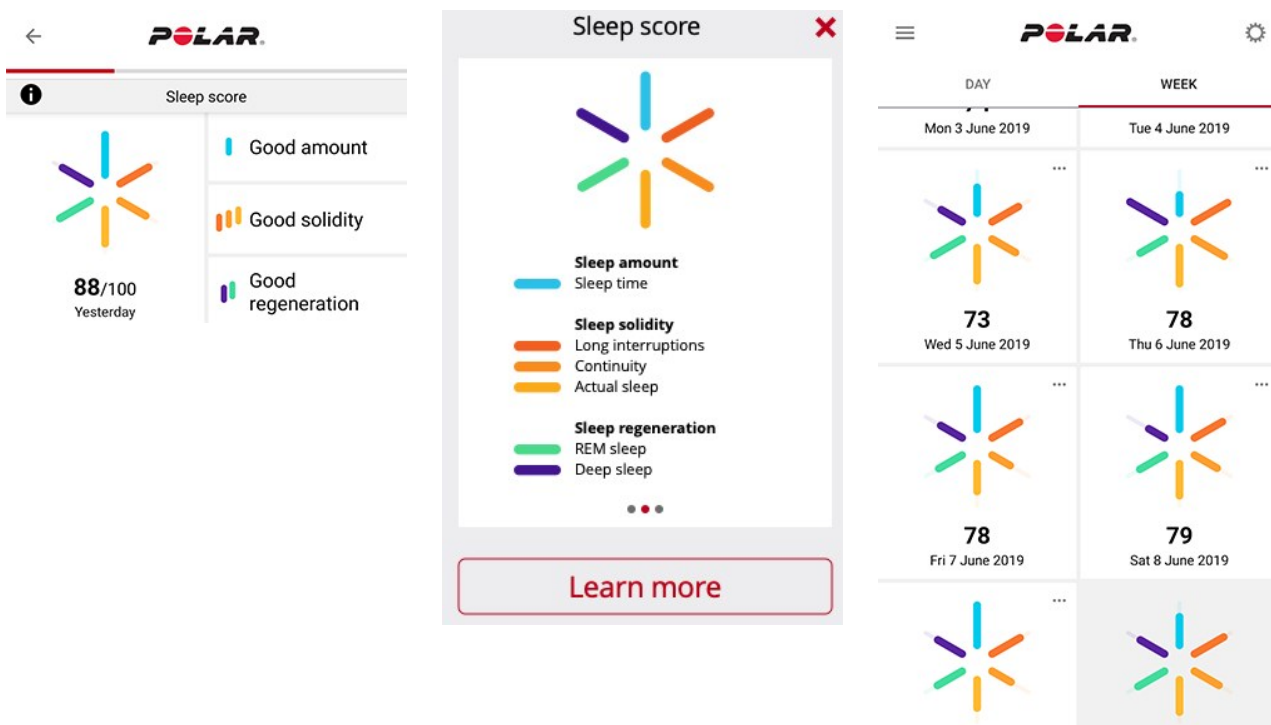 POLAR
Sleep score
Good amount
Good solidity
Good
regeneration
88/100
Yesterday
Sleep score
Sleep amount
Sleep time
Sleep solidity
Long interruptions
Continuity
Actual sleep
Sleep regeneration
REM sleep
Deep sleep
Learn more
POLAR
DAY WEEK
Mon 3 June 2019 Tue 4 June 2019
73 78
Wed 5 June 2019 Thu 6 June 2019
78 79
Fri 7 June 2019 Sat 8 June 2019